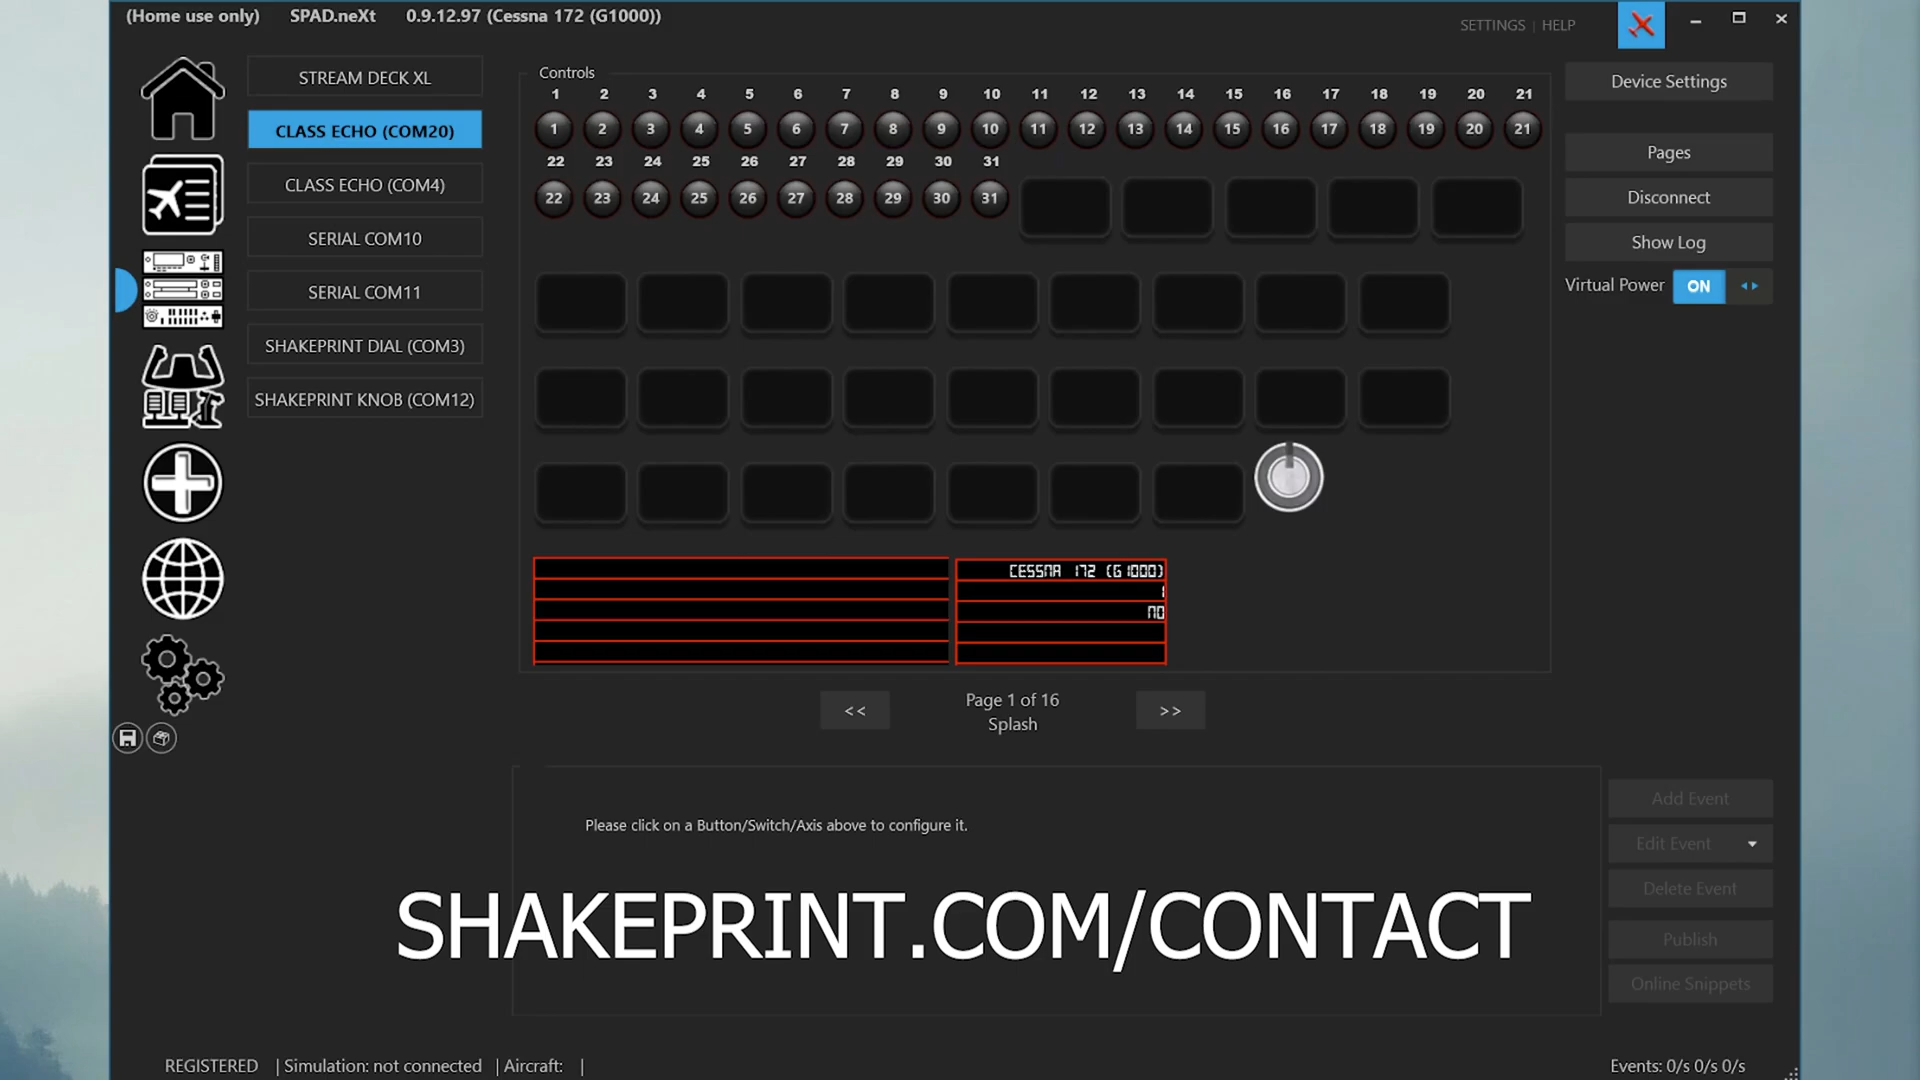 (Home use only) SPAD.neXt 0.9.12.97 (Cessna 172 (G1000))
SETTINGS | HELP
STREAM DECK XL
CLASS ECHO (COM20)
CLASS ECHO (COM4)
SERIAL COM10
SERIAL COM11
SHAKEPRINT DIAL (COM3)
SHAKEPRINT KNOB (COM12)
Controls
1 2 3 4 5 6 7 8 9 10 11 12 13 14 15 16 17 18 19 20 21
1 2 3 4 5 6 7 8 9 10 11 12 13 14 15 16 17 18 19 20 21
22 23 24 25 26 27 28 29 30 31
22 23 24 25 26 27 28 29 30 31
CESSNA 172 (G1000)
1
NO
<< Page 1 of 16 >>
Splash
Device Settings
Pages
Disconnect
Show Log
Virtual Power ON
Please click on a Button/Switch/Axis above to configure it.
Add Event
Edit Event
Delete Event
Publish
Online Snippets
SHAKEPRINT.COM/CONTACT
REGISTERED | Simulation: not connected | Aircraft: |
Events: 0/s 0/s 0/s